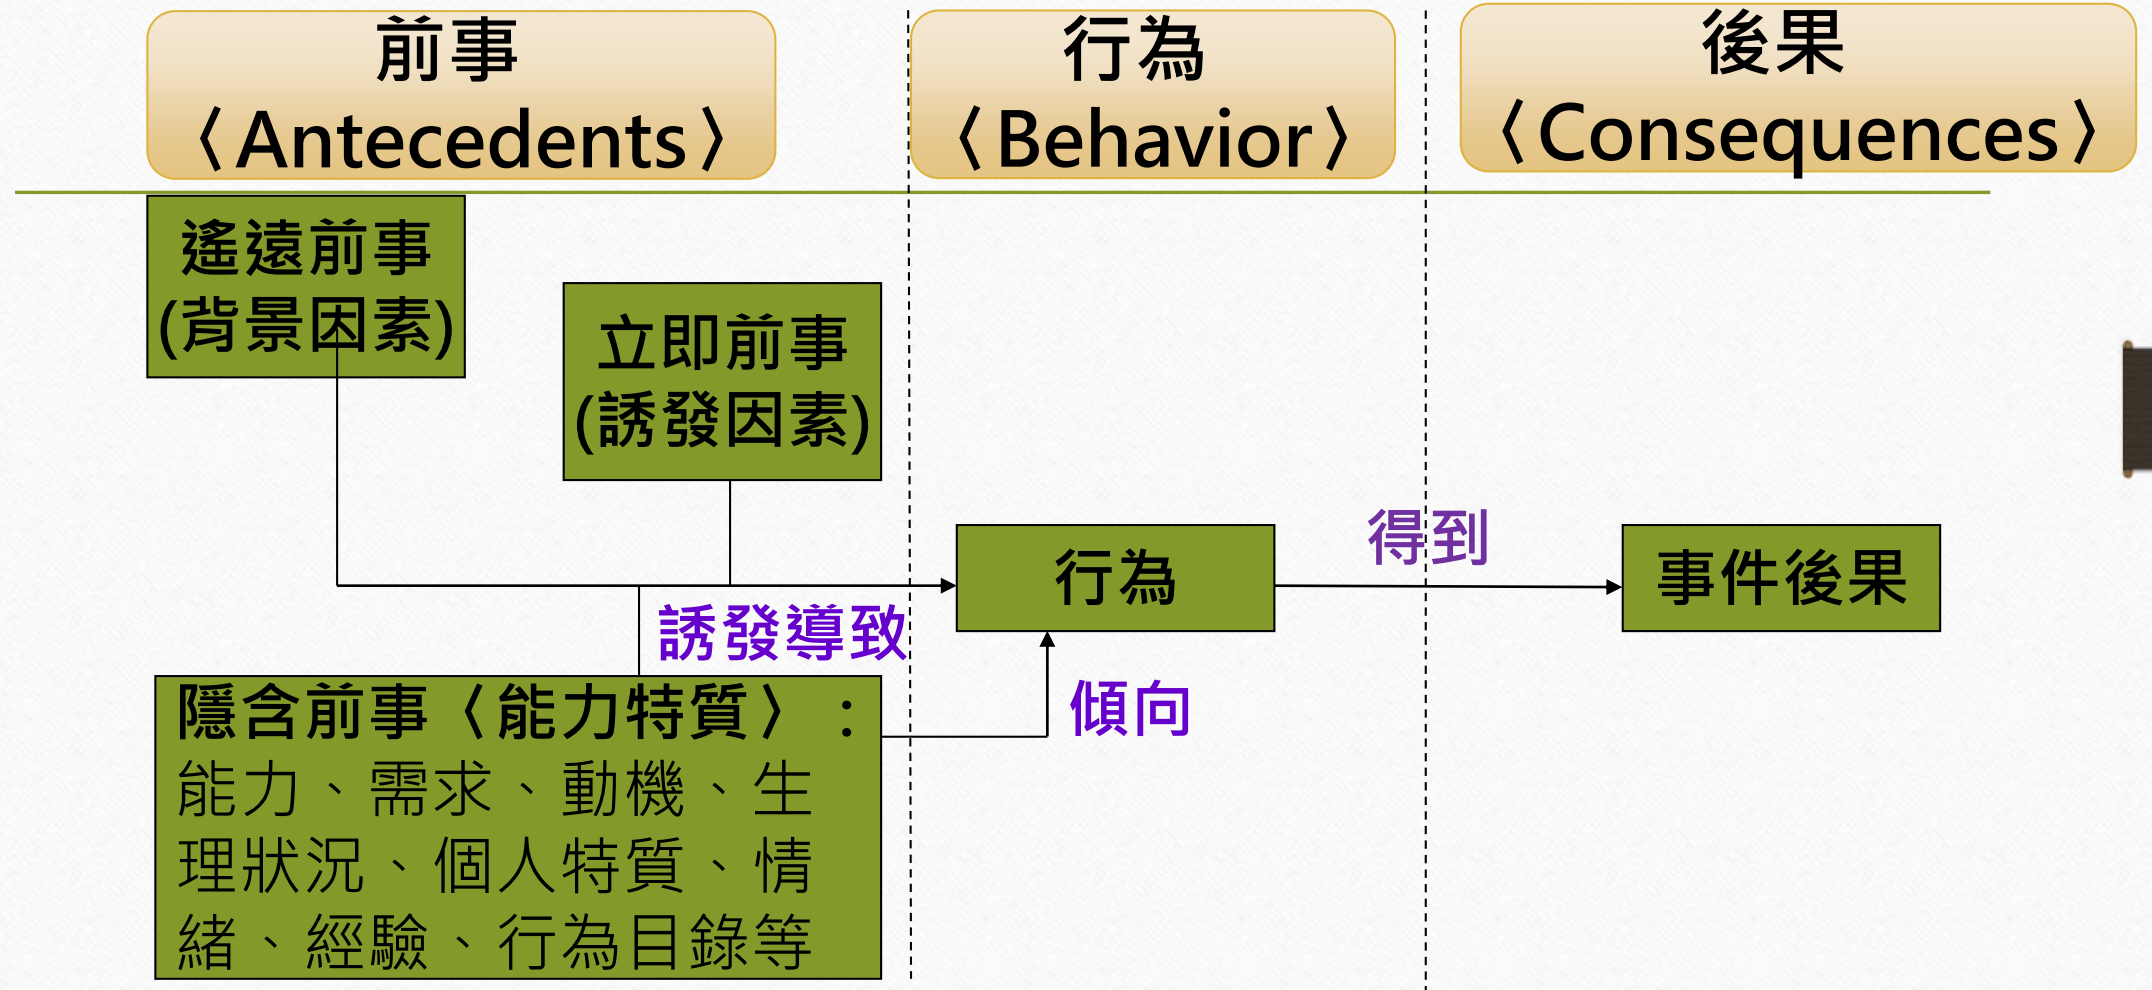 前事
〈Antecedents〉
行為
〈Behavior〉
後果
〈Consequences〉
遙遠前事
(背景因素)
立即前事
(誘發因素)
行為
得到
事件後果
誘發導致
傾向
隱含前事〈能力特質〉：
能力、需求、動機、生
理狀況、個人特質、情
緒、經驗、行為目錄等